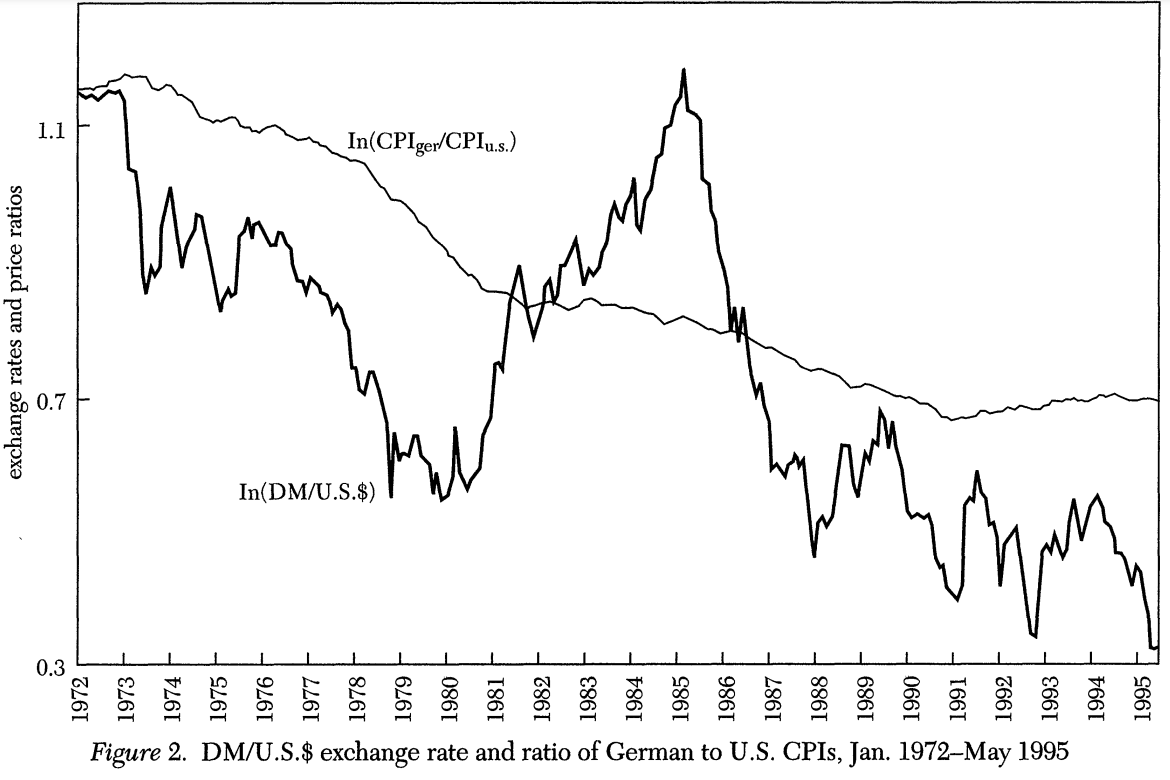 exchange rates and price ratios
1.1
0.7
0.3
In(CPIger/CPIu.s.)
In(DM/U.S.$)
1972 1973 1974 1975 1976 1977 1978 1979 1980 1981 1982 1983 1984 1985 1986 1987 1988 1989 1990 1991 1992 1993 1994 1995
Figure 2. DM/U.S.$ exchange rate and ratio of German to U.S. CPIs, Jan. 1972–May 1995